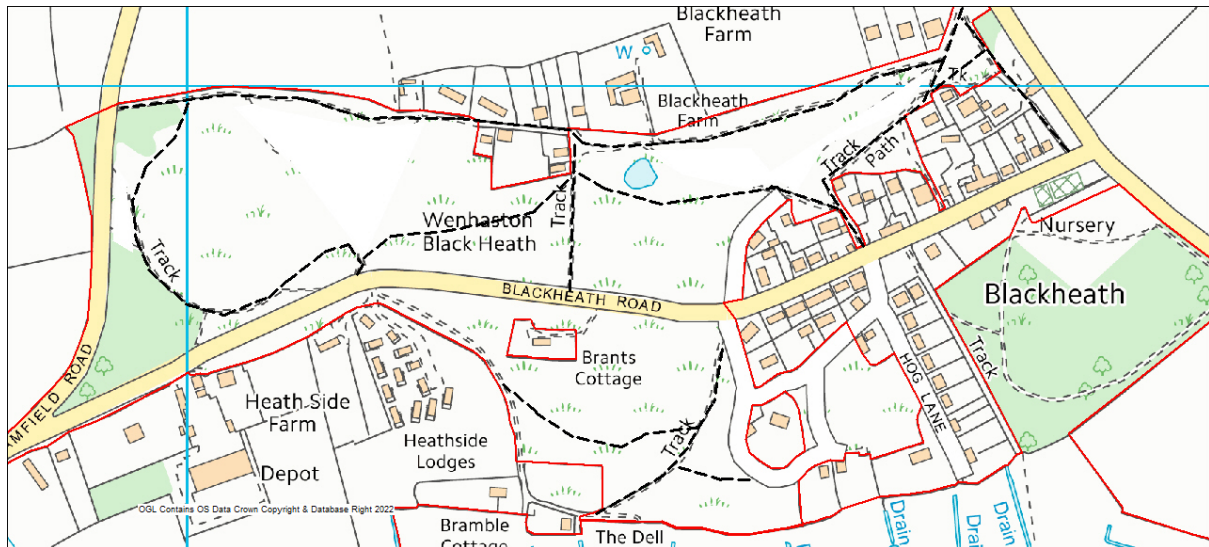 Blackheath
Farm
W
Tk
Blackheath
Farm
Track
Path
Track
Wenhaston
Black Heath
Nursery
Track
BLACKHEATH ROAD
Blackheath
Brants
Cottage
Track
HOG LANE
AMFIELD ROAD
Heath Side
Farm
Heathside
Lodges
Track
Depot
OGL Contains OS Data Crown Copyright & Database Right 2022
Bramble
Cottage
The Dell
Drain
Drain
Drain